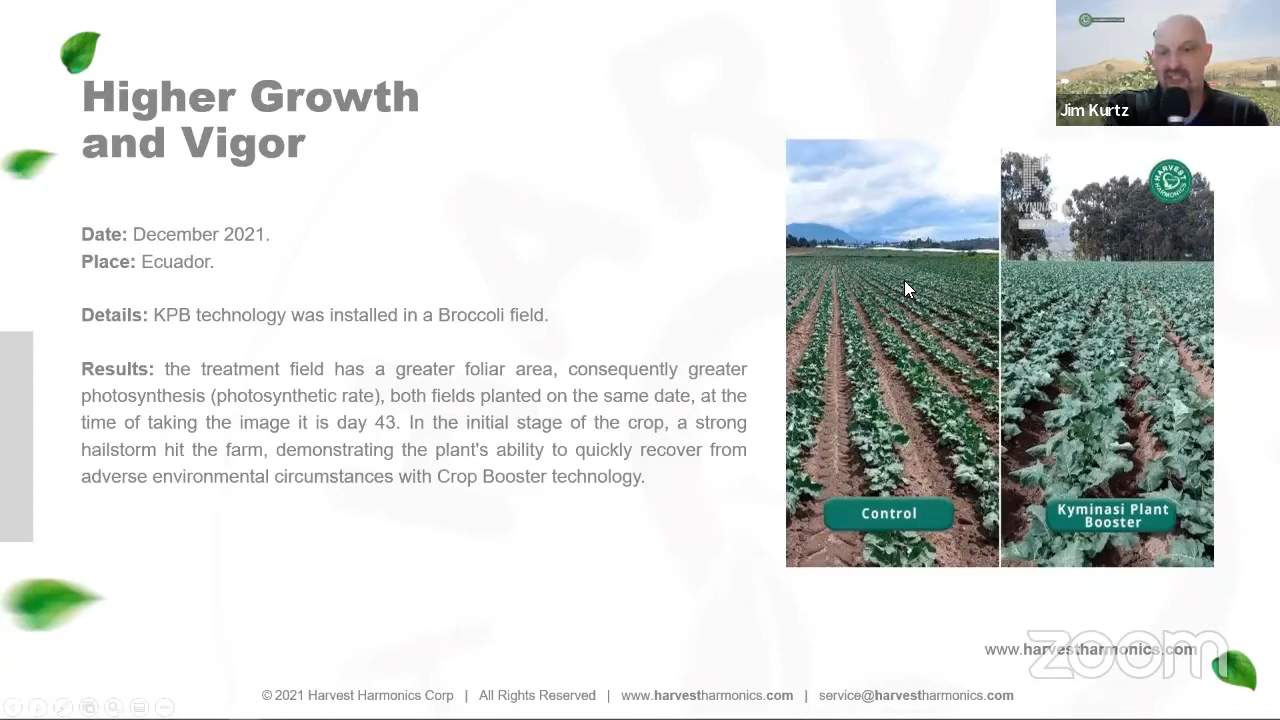 Higher Growth
and Vigor
Jim Kurtz
Date: December 2021.
Place: Ecuador.
Details: KPB technology was installed in a Broccoli field.
Results: the treatment field has a greater foliar area, consequently greater
photosynthesis (photosynthetic rate), both fields planted on the same date, at the
time of taking the image it is day 43. In the initial stage of the crop, a strong
hailstorm hit the farm, demonstrating the plant's ability to quickly recover from
adverse environmental circumstances with Crop Booster technology.
KYMINASI
HARVEST
HARMONICS
Control
Kyminasi Plant
Booster
www.harvestharmonics.com
zoom
© 2021 Harvest Harmonics Corp | All Rights Reserved | www.harvestharmonics.com | service@harvestharmonics.com